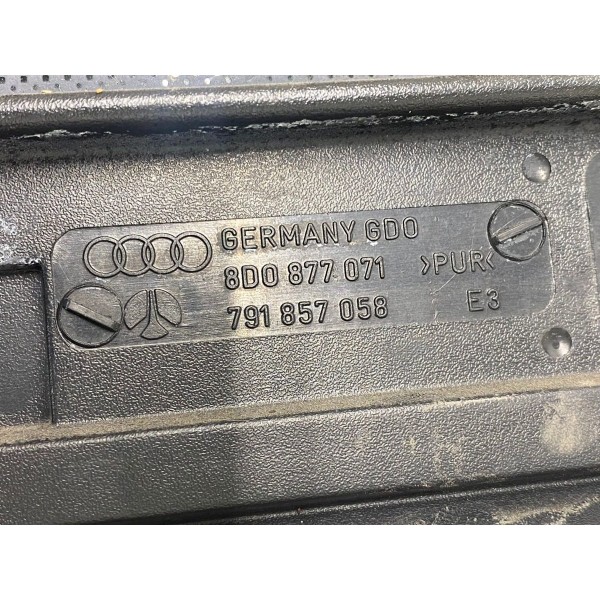 GERMANY GDO
8D0 877 071 >PUR<
791 857 058 E3